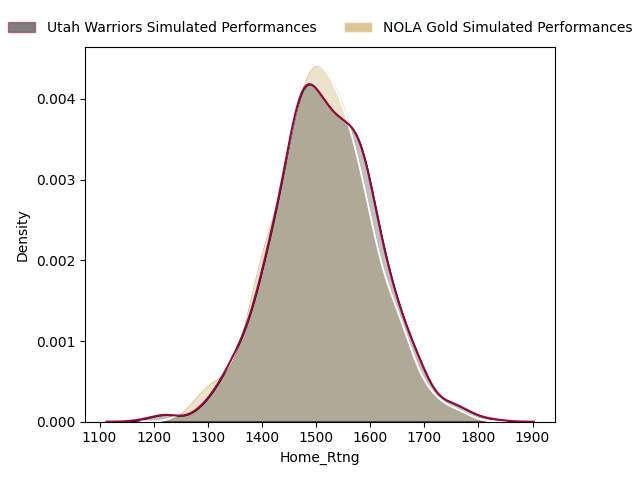 Utah Warriors Simulated Performances
NOLA Gold Simulated Performances
0.004
0.003
0.002
0.001
0.000
Density
1100 1200 1300 1400 1500 1600 1700 1800 1900
Home_Rtng